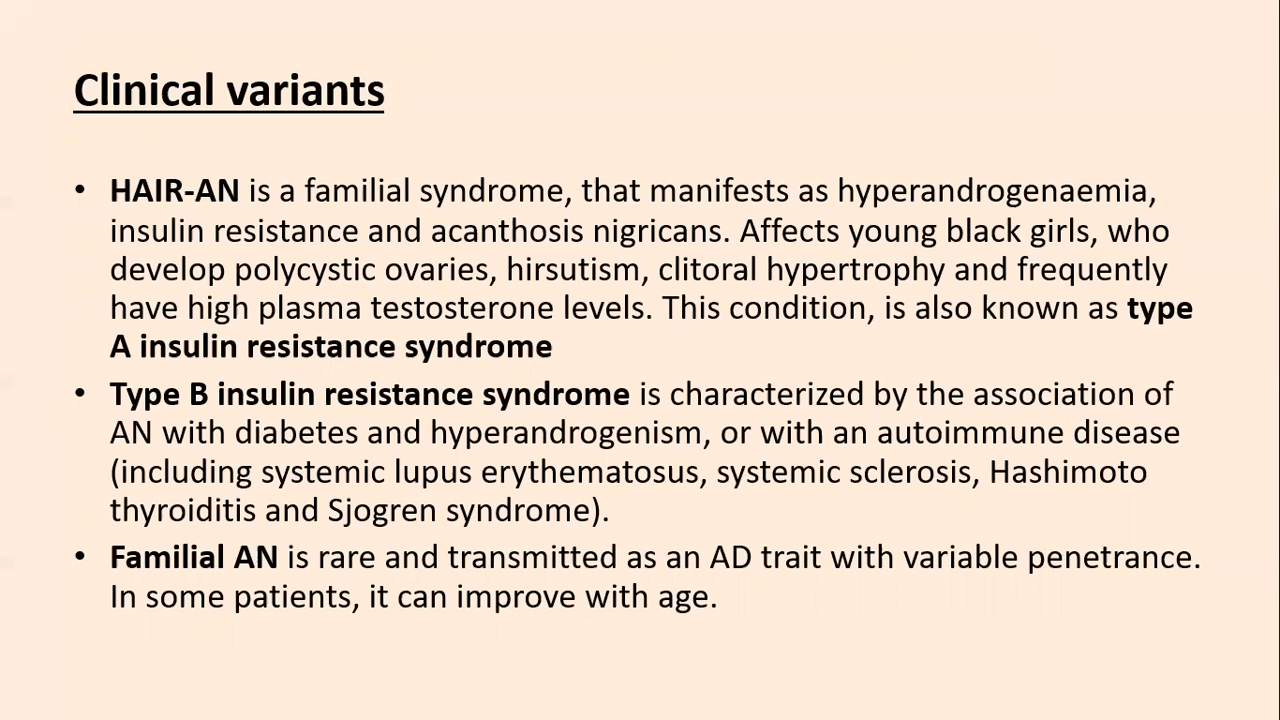 Clinical variants
• HAIR-AN is a familial syndrome, that manifests as hyperandrogenaemia,
insulin resistance and acanthosis nigricans. Affects young black girls, who
develop polycystic ovaries, hirsutism, clitoral hypertrophy and frequently
have high plasma testosterone levels. This condition, is also known as type
A insulin resistance syndrome
• Type B insulin resistance syndrome is characterized by the association of
AN with diabetes and hyperandrogenism, or with an autoimmune disease
(including systemic lupus erythematosus, systemic sclerosis, Hashimoto
thyroiditis and Sjogren syndrome).
• Familial AN is rare and transmitted as an AD trait with variable penetrance.
In some patients, it can improve with age.